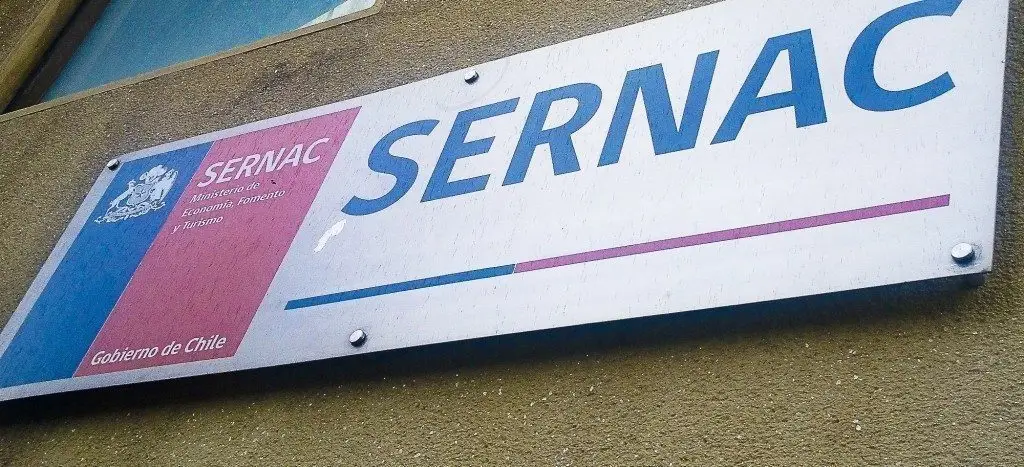 SERNAC
Ministerio de
Economía, Fomento
y Turismo
Gobierno de Chile
SERNAC